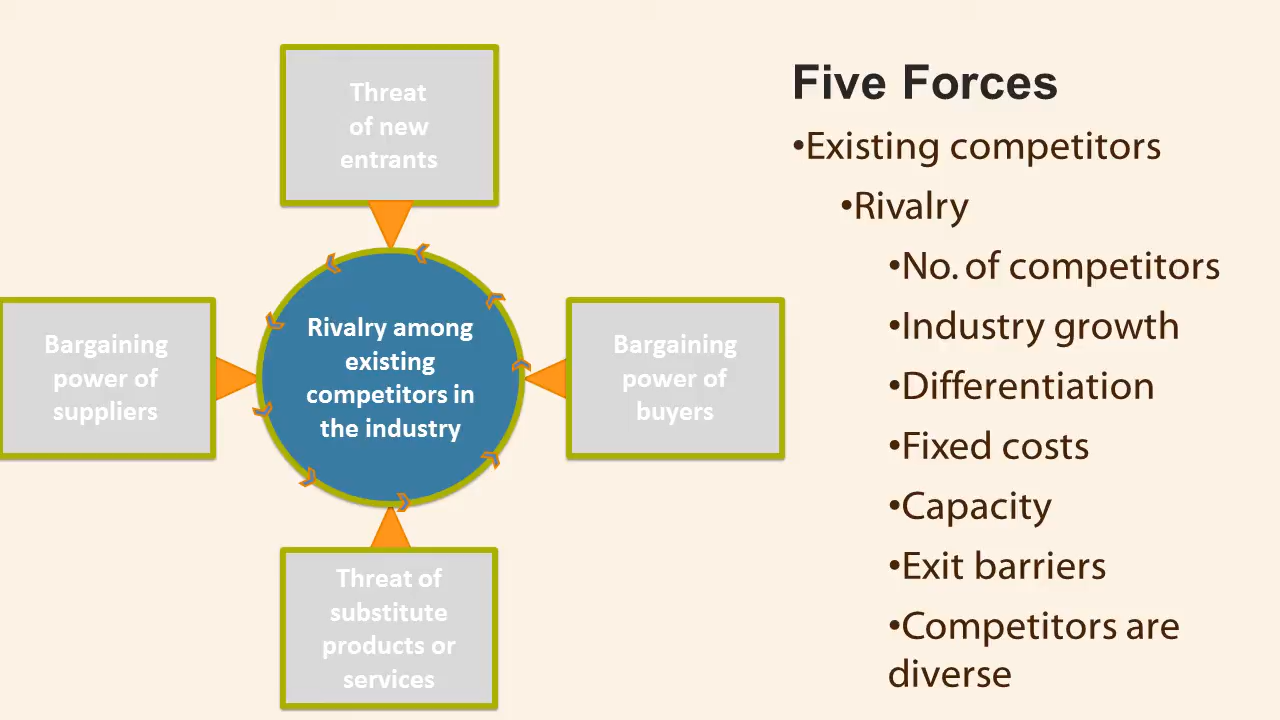 Threat
of new
entrants
Bargaining
power of
suppliers
Rivalry among
existing
competitors in
the industry
Bargaining
power of
buyers
Threat of
substitute
products or
services
Five Forces
•Existing competitors
•Rivalry
•No. of competitors
•Industry growth
•Differentiation
•Fixed costs
•Capacity
•Exit barriers
•Competitors are
diverse